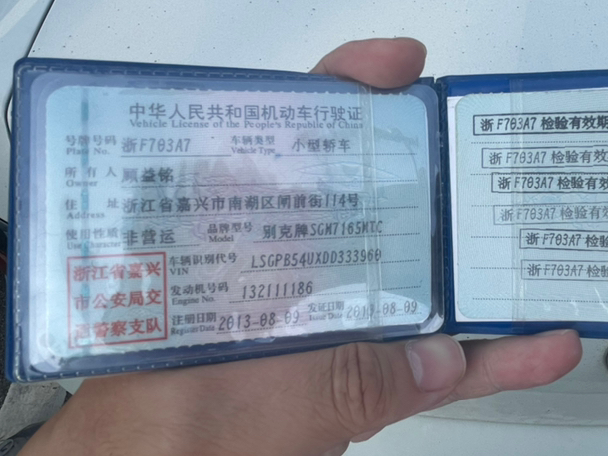 中华人民共和国机动车行驶证
Vehicle License of the People's Republic of China
号牌号码 浙F703A7 车辆类型 小型轿车
Plate No. Vehicle Type
所有人 顾益铭
Owner
住址 浙江省嘉兴市南湖区闸前街114号
Address
使用性质 非营运 品牌型号 别克牌SGM7165MTC
Use Character Model
浙江省嘉兴
市公安局交
通警察支队
车辆识别代号 LSGPB54UXDD333960
VIN
发动机号码 132111186
Engine No.
注册日期 2013-08-09 发证日期
Register Date Issue Date
浙F703A7 检验有效期
浙F703A7 检验有效
浙F703A7 检验有效
浙F703A7 检验有
浙F703A7 检验有
浙F703A7 检验有